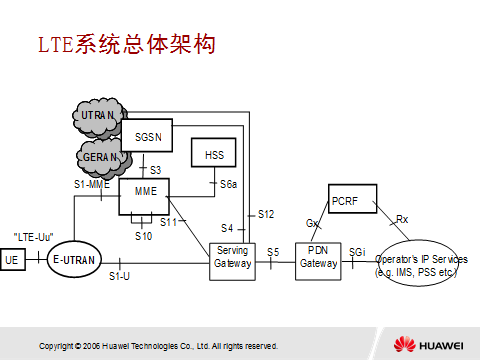 LTE系统总体架构
UTRAN
SGSN
GERAN
HSS
S3
S1-MME
MME
S6a
PCRF
S12
S11
S4
Gx
Rx
S10
"LTE-Uu"
UE
E-UTRAN
S1-U
Serving
Gateway
S5
PDN
Gateway
SGi
Operator's IP Services
(e.g. IMS, PSS etc.)
Copyright © 2006 Huawei Technologies Co., Ltd. All rights reserved.
HUAWEI